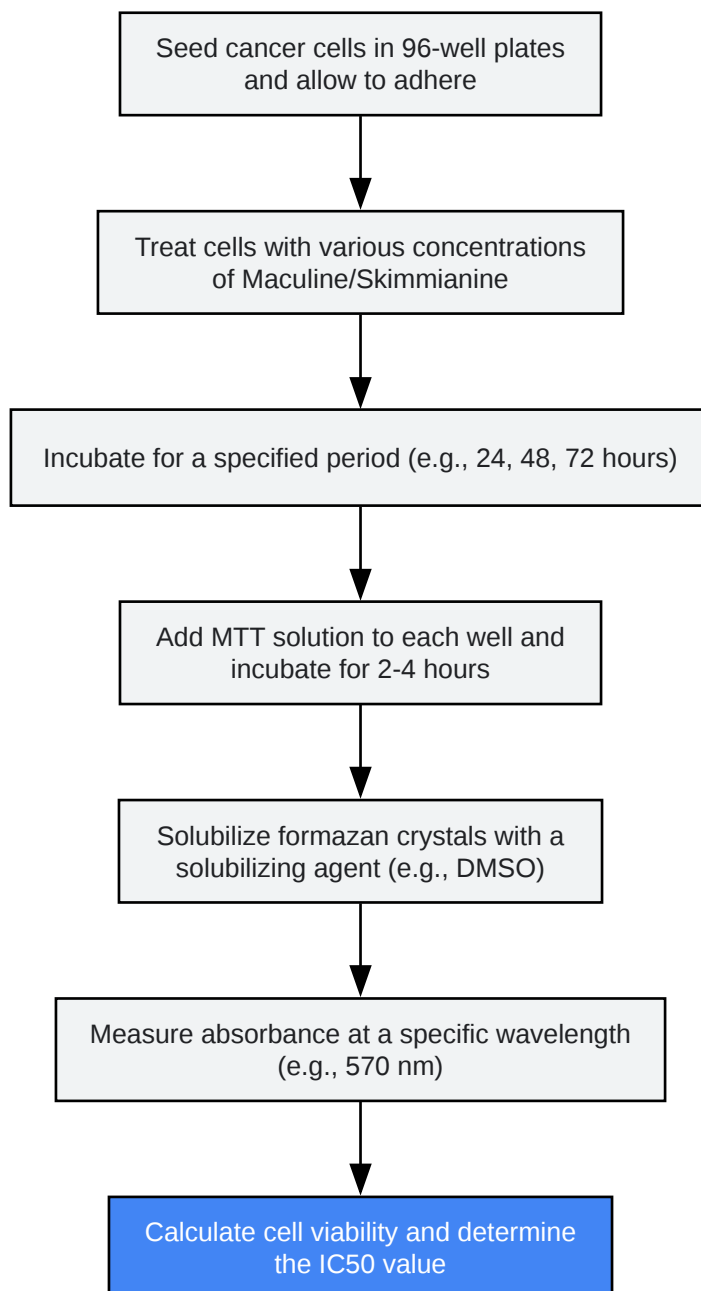 Seed cancer cells in 96-well plates
and allow to adhere
Treat cells with various concentrations
of Maculine/Skimmianine
Incubate for a specified period (e.g., 24, 48, 72 hours)
Add MTT solution to each well and
incubate for 2-4 hours
Solubilize formazan crystals with a
solubilizing agent (e.g., DMSO)
Measure absorbance at a specific wavelength
(e.g., 570 nm)
Calculate cell viability and determine
the IC50 value